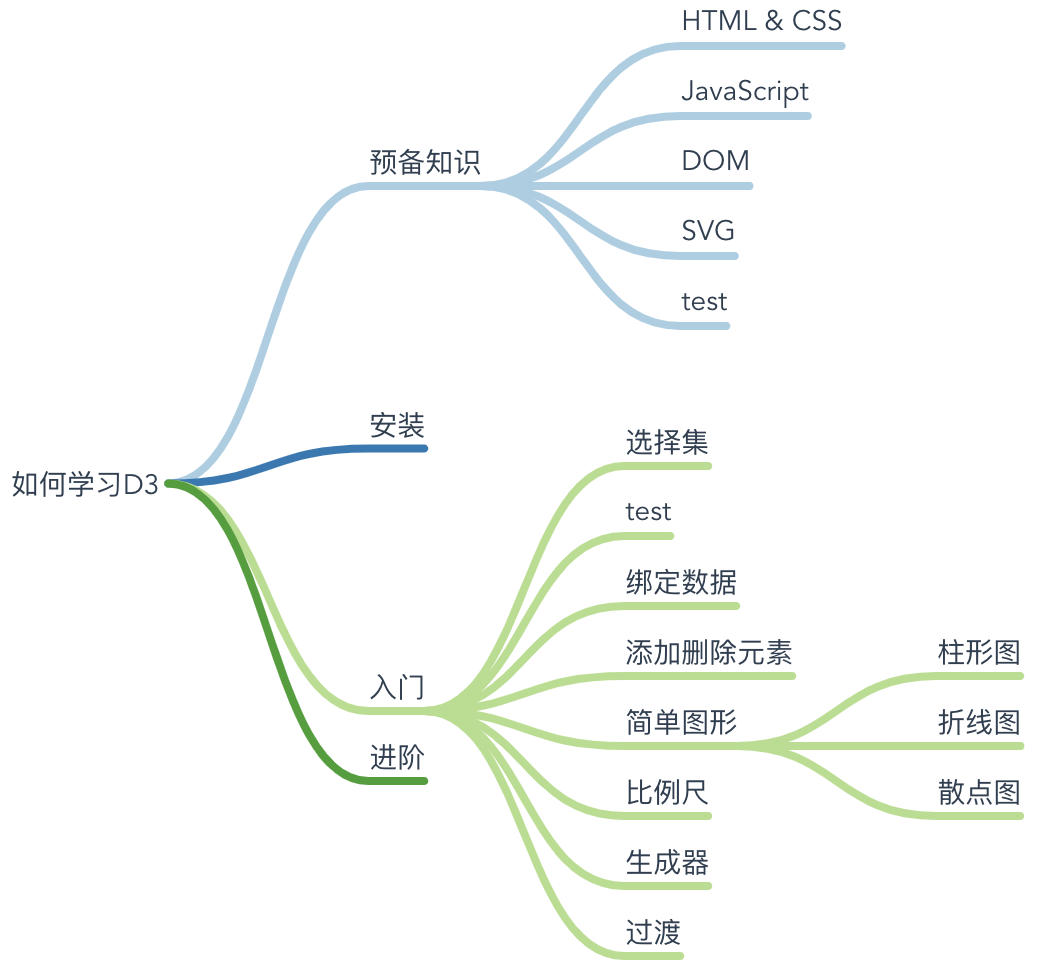 如何学习D3
预备知识
HTML & CSS
JavaScript
DOM
SVG
test
安装
入门
选择集
test
绑定数据
添加删除元素
简单图形
柱形图
折线图
散点图
比例尺
生成器
过渡
进阶